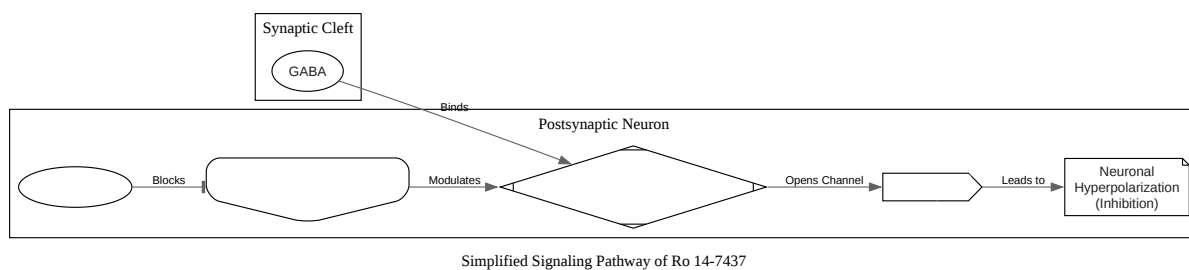 Synaptic Cleft
GABA
Binds
Postsynaptic Neuron
Blocks
Modulates
Opens Channel
Leads to
Neuronal
Hyperpolarization
(Inhibition)
Simplified Signaling Pathway of Ro 14-7437